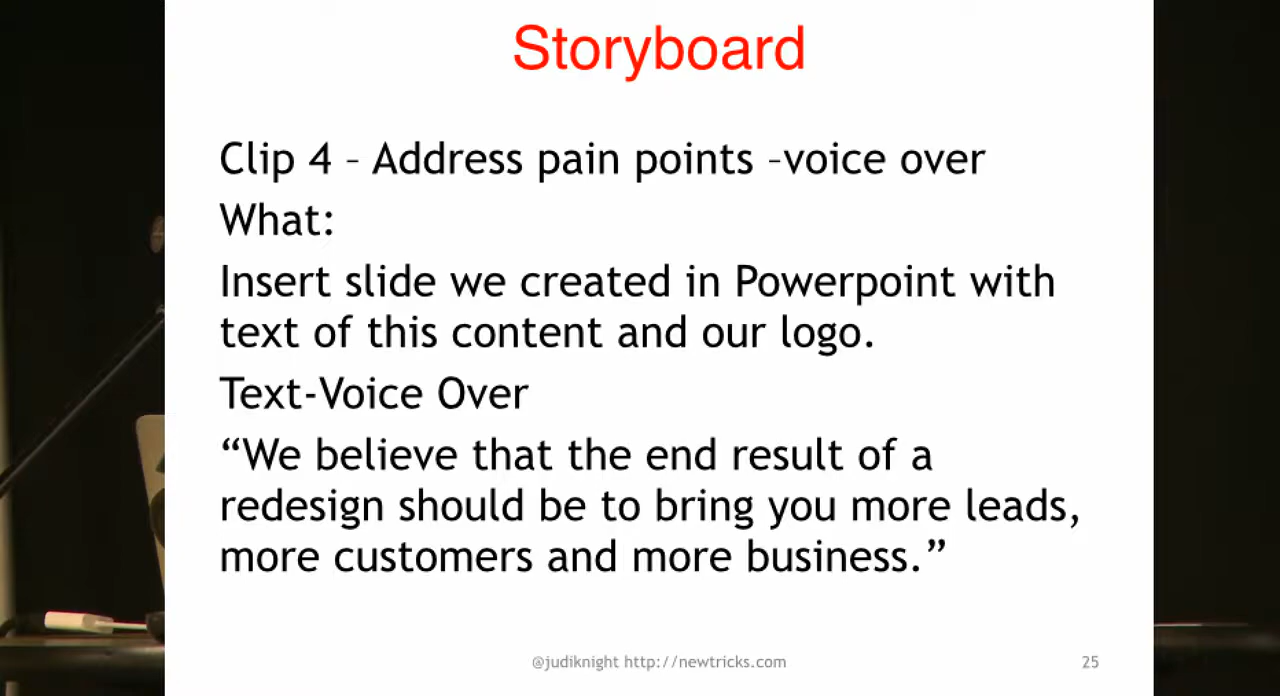 Storyboard
Clip 4 – Address pain points –voice over
What:
Insert slide we created in Powerpoint with
text of this content and our logo.
Text-Voice Over
“We believe that the end result of a
redesign should be to bring you more leads,
more customers and more business.”
@judiknight http://newtricks.com
25